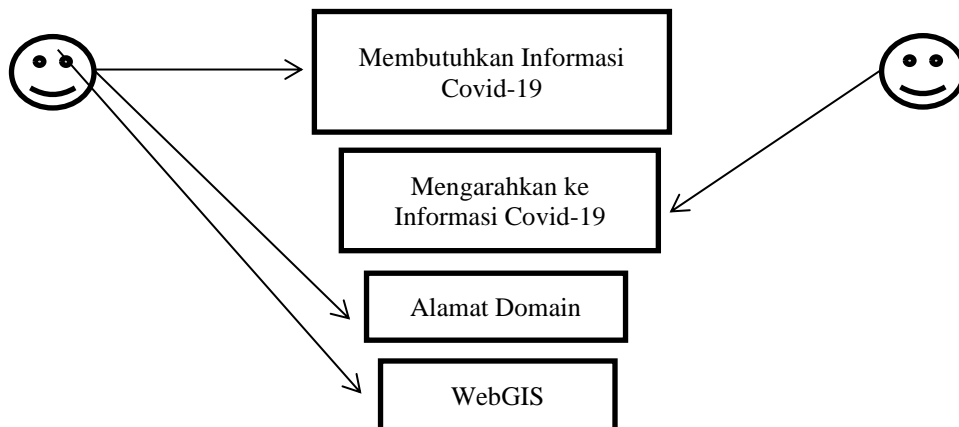 Membutuhkan Informasi
Covid-19
Mengarahkan ke
Informasi Covid-19
Alamat Domain
WebGIS